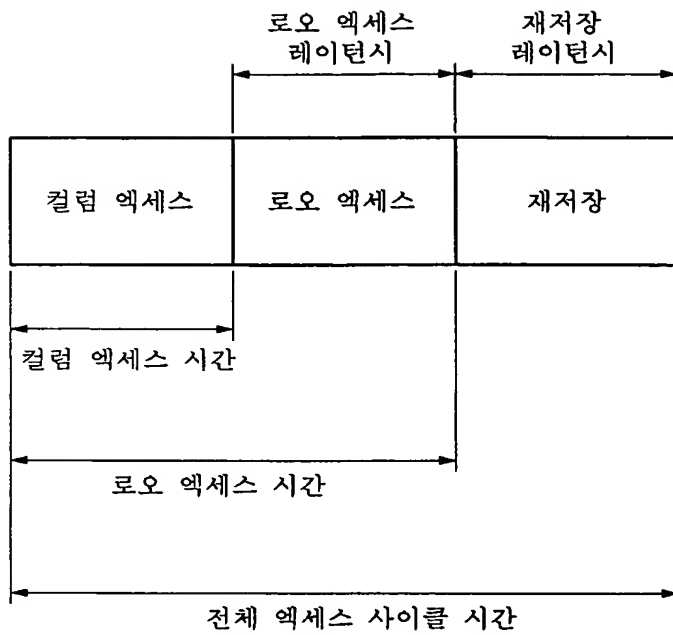 로오 엑세스
레이턴시
재저장
레이턴시
컬럼 엑세스
로오 엑세스
재저장
컬럼 엑세스 시간
로오 엑세스 시간
전체 엑세스 사이클 시간